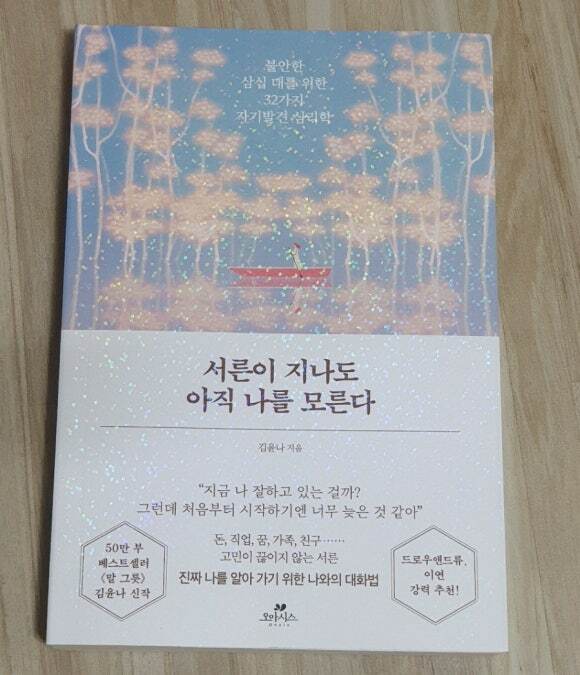 불안한
삼십 대를 위한
32가지
자기발견 심리학
서른이 지나도
아직 나를 모른다
김윤나 지음
“지금 나 잘하고 있는 걸까?
그런데 처음부터 시작하기엔 너무 늦은 것 같아”
돈, 직업, 꿈, 가족, 친구……
고민이 끊이지 않는 서른
진짜 나를 알아 가기 위한 나와의 대화법
50만 부
베스트셀러
《말 그릇》
김윤나 신작
드로우앤드류,
이연
강력 추천!
오아시스
Oasis